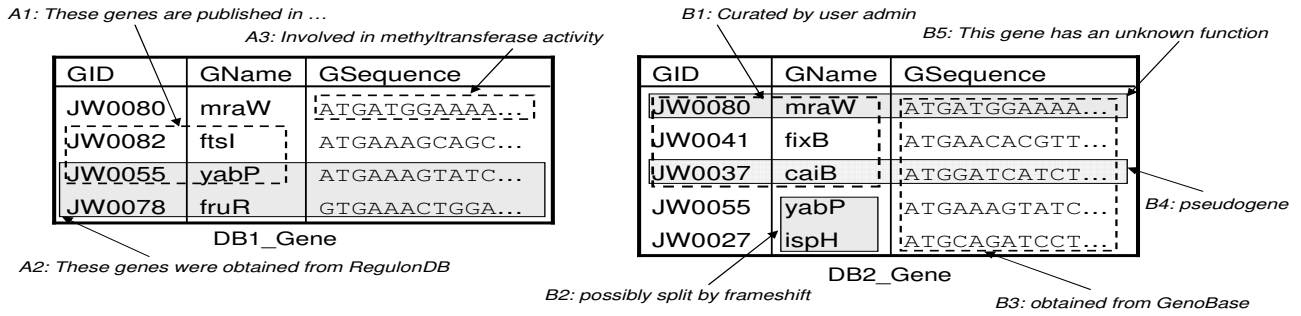 A1: These genes are published in …
A3: Involved in methyltransferase activity
GID GName GSequence
JW0080 mraW ATGATGGAAAA...
JW0082 ftsI ATGAAAGCAGC...
JW0055 yabP ATGAAAGTATC...
JW0078 fruR GTGAAACTGGA...
DB1_Gene
A2: These genes were obtained from RegulonDB
B1: Curated by user admin
B5: This gene has an unknown function
GID GName GSequence
JW0080 mraW ATGATGGAAAA...
JW0041 fixB ATGAACACGTT...
JW0037 caiB ATGGATCATCT...
JW0055 yabP ATGAAAGTATC...
JW0027 ispH ATGCAGATCCT...
B4: pseudogene
DB2_Gene
B2: possibly split by frameshift
B3: obtained from GenoBase